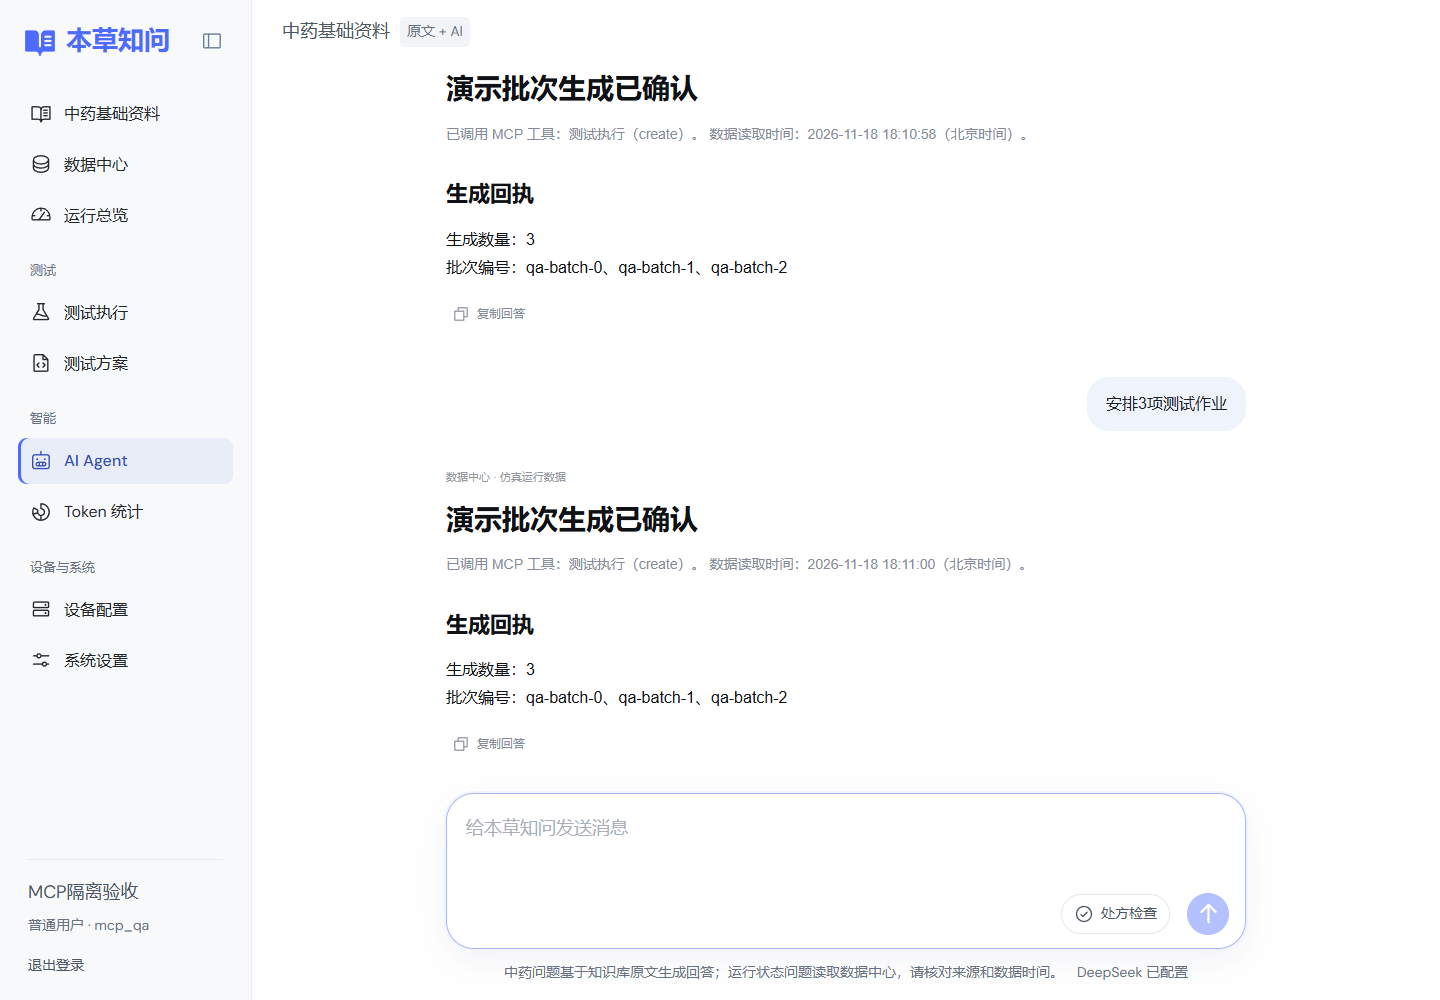 本草知问
中药基础资料
数据中心
运行总览
测试
测试执行
测试方案
智能
AI Agent
Token 统计
设备与系统
设备配置
系统设置
MCP隔离验收
普通用户 · mcp_qa
退出登录
中药基础资料 原文 + AI
演示批次生成已确认
已调用 MCP 工具：测试执行（create）。 数据读取时间：2026-11-18 18:10:58（北京时间）。
生成回执
生成数量：3
批次编号：qa-batch-0、qa-batch-1、qa-batch-2
复制回答
安排3项测试作业
数据中心 · 仿真运行数据
演示批次生成已确认
已调用 MCP 工具：测试执行（create）。 数据读取时间：2026-11-18 18:11:00（北京时间）。
生成回执
生成数量：3
批次编号：qa-batch-0、qa-batch-1、qa-batch-2
复制回答
给本草知问发送消息
处方检查
中药问题基于知识库原文生成回答；运行状态问题读取数据中心，请核对来源和数据时间。 DeepSeek 已配置